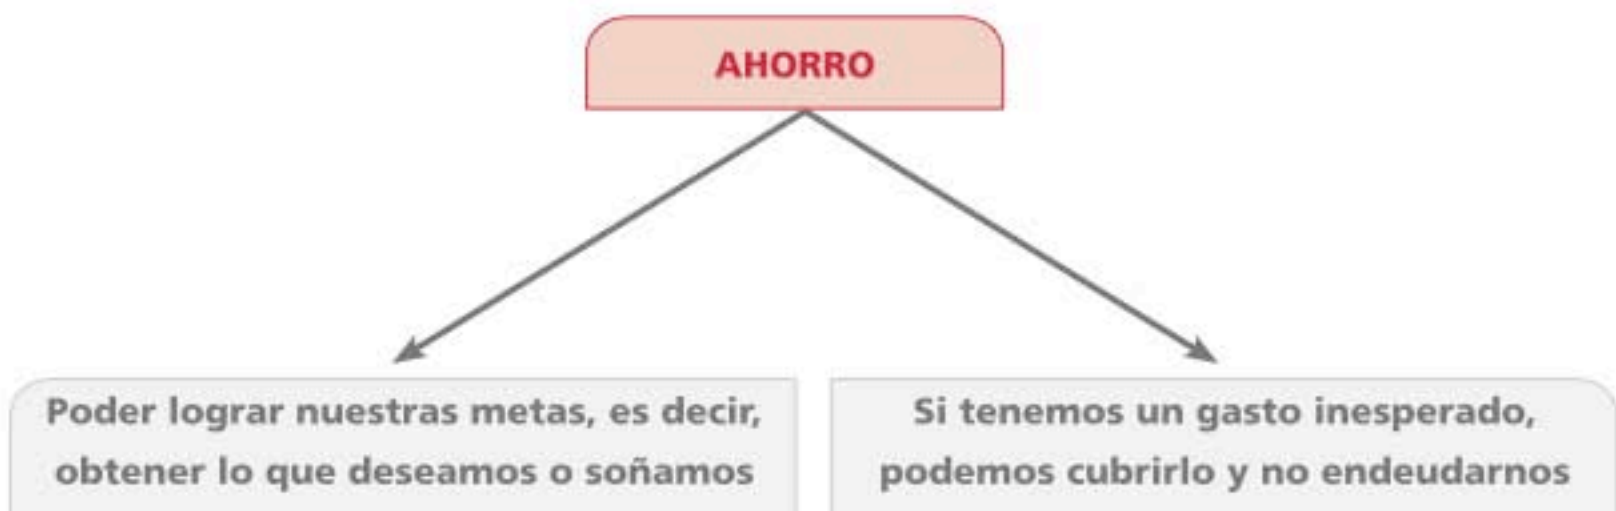 AHORRO
Poder lograr nuestras metas, es decir,
obtener lo que deseamos o soñamos
Si tenemos un gasto inesperado,
podemos cubrirlo y no endeudarnos